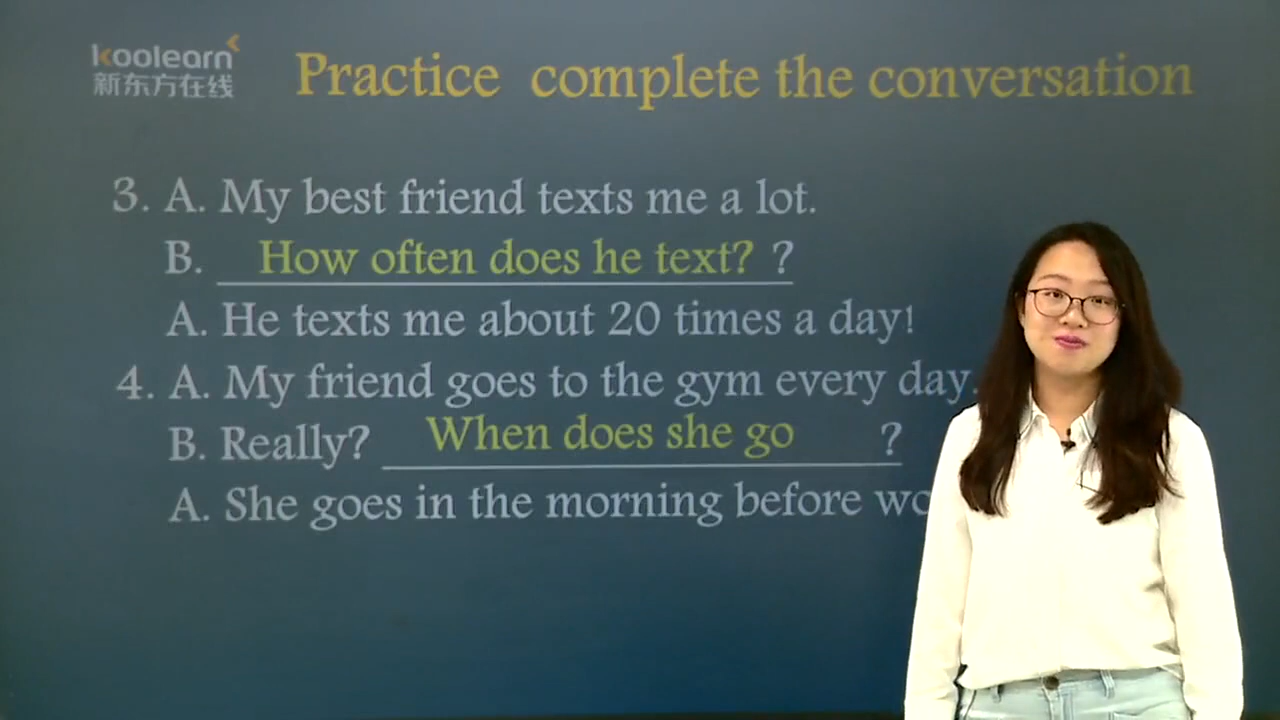 koolearn
新东方在线
Practice complete the conversation
3. A. My best friend texts me a lot.
B. How often does he text? ?
A. He texts me about 20 times a day!
4. A. My friend goes to the gym every day.
B. Really? When does she go ?
A. She goes in the morning before